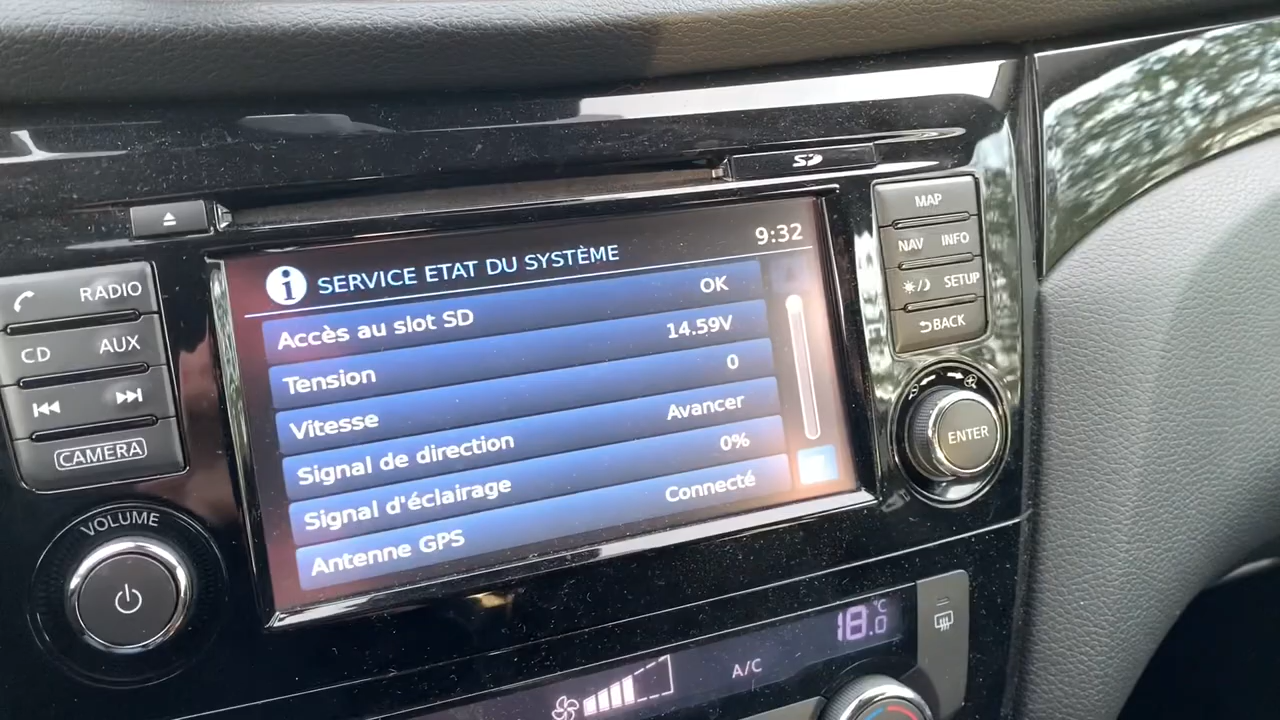 SD
MAP
NAV INFO
SETUP
BACK
ENTER
RADIO
CD AUX
CAMERA
VOLUME
9:32
i SERVICE ETAT DU SYSTÈME
Accès au slot SD OK
Tension 14.59V
Vitesse 0
Signal de direction Avancer
Signal d'éclairage 0%
Antenne GPS Connecté
18.0 °C
A/C